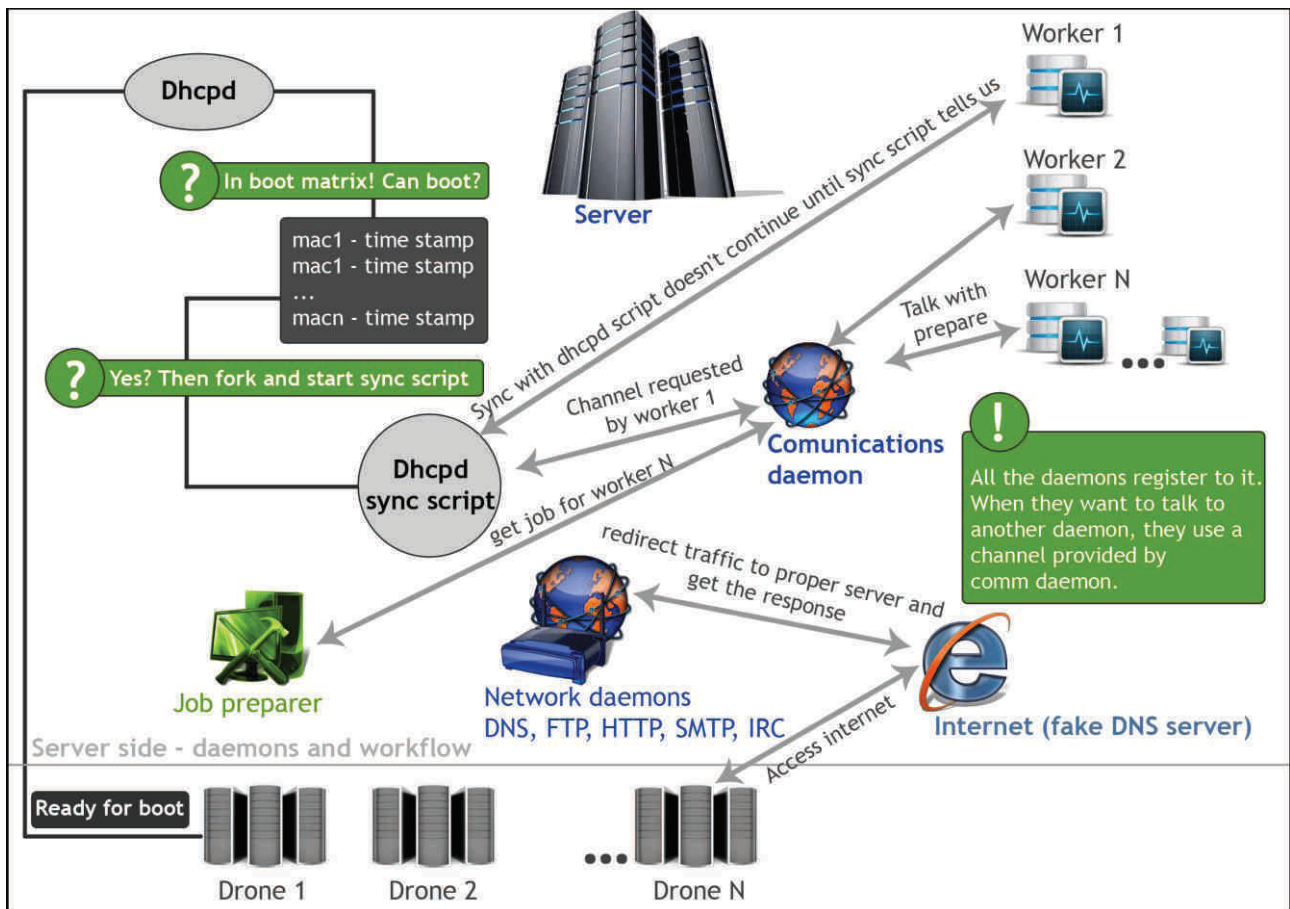 Dhcpd
? In boot matrix! Can boot?
mac1 - time stamp
mac1 - time stamp
...
macn - time stamp
? Yes? Then fork and start sync script
Dhcpd
sync script
Server
Sync with dhcpd script doesn't continue until sync script tells us
Worker 1
Worker 2
Worker N
Talk with
prepare
Channel requested
by worker 1
Comunications
daemon
get job for worker N
!
All the daemons register to it.
When they want to talk to
another daemon, they use a
channel provided by
comm daemon.
redirect traffic to proper server and
get the response
Job preparer
Network daemons
DNS, FTP, HTTP, SMTP, IRC
Internet (fake DNS server)
Access internet
Server side - daemons and workflow
Ready for boot
Drone 1
Drone 2
Drone N